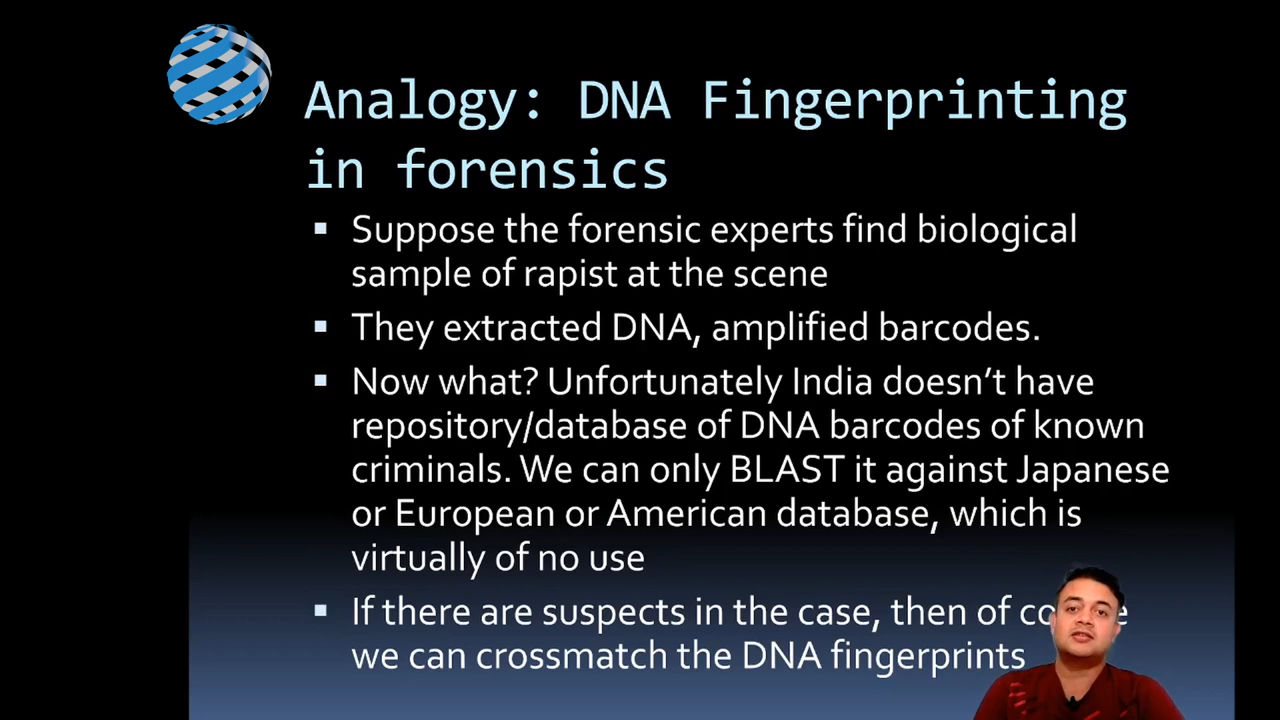 Analogy: DNA Fingerprinting
in forensics
▪ Suppose the forensic experts find biological
sample of rapist at the scene
▪ They extracted DNA, amplified barcodes.
▪ Now what? Unfortunately India doesn’t have
repository/database of DNA barcodes of known
criminals. We can only BLAST it against Japanese
or European or American database, which is
virtually of no use
▪ If there are suspects in the case, then of
we can crossmatch the DNA fingerprints